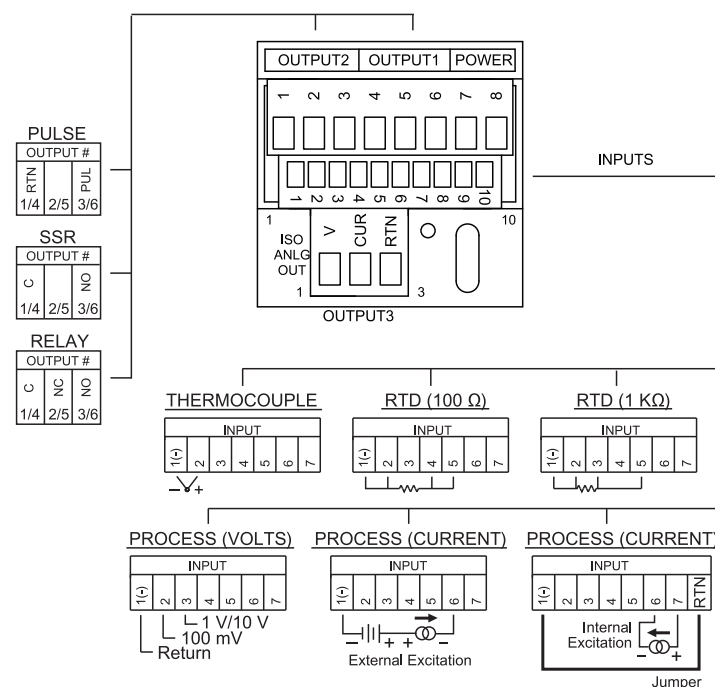 OUTPUT2 OUTPUT1 POWER
1 2 3 4 5 6 7 8
1 2 3 4 5 6 7 8 9 10
1 10
ISO
ANLG
OUT
V CUR RTN
1 3
OUTPUT3
INPUTS
PULSE
OUTPUT #
RTN PUL
1/4 2/5 3/6
SSR
OUTPUT #
C NO
1/4 2/5 3/6
RELAY
OUTPUT #
C NC NO
1/4 2/5 3/6
THERMOCOUPLE
INPUT
1(-) 2 3 4 5 6 7
– +
RTD (100 Ω)
INPUT
1(-) 2 3 4 5 6 7
RTD (1 KΩ)
INPUT
1(-) 2 3 4 5 6 7
PROCESS (VOLTS)
INPUT
1(-) 2 3 4 5 6 7
1 V/10 V
100 mV
Return
PROCESS (CURRENT)
INPUT
1(-) 2 3 4 5 6 7
– + + –
External Excitation
PROCESS (CURRENT)
INPUT
1(-) 2 3 4 5 6 7 RTN
Internal
Excitation
– +
Jumper